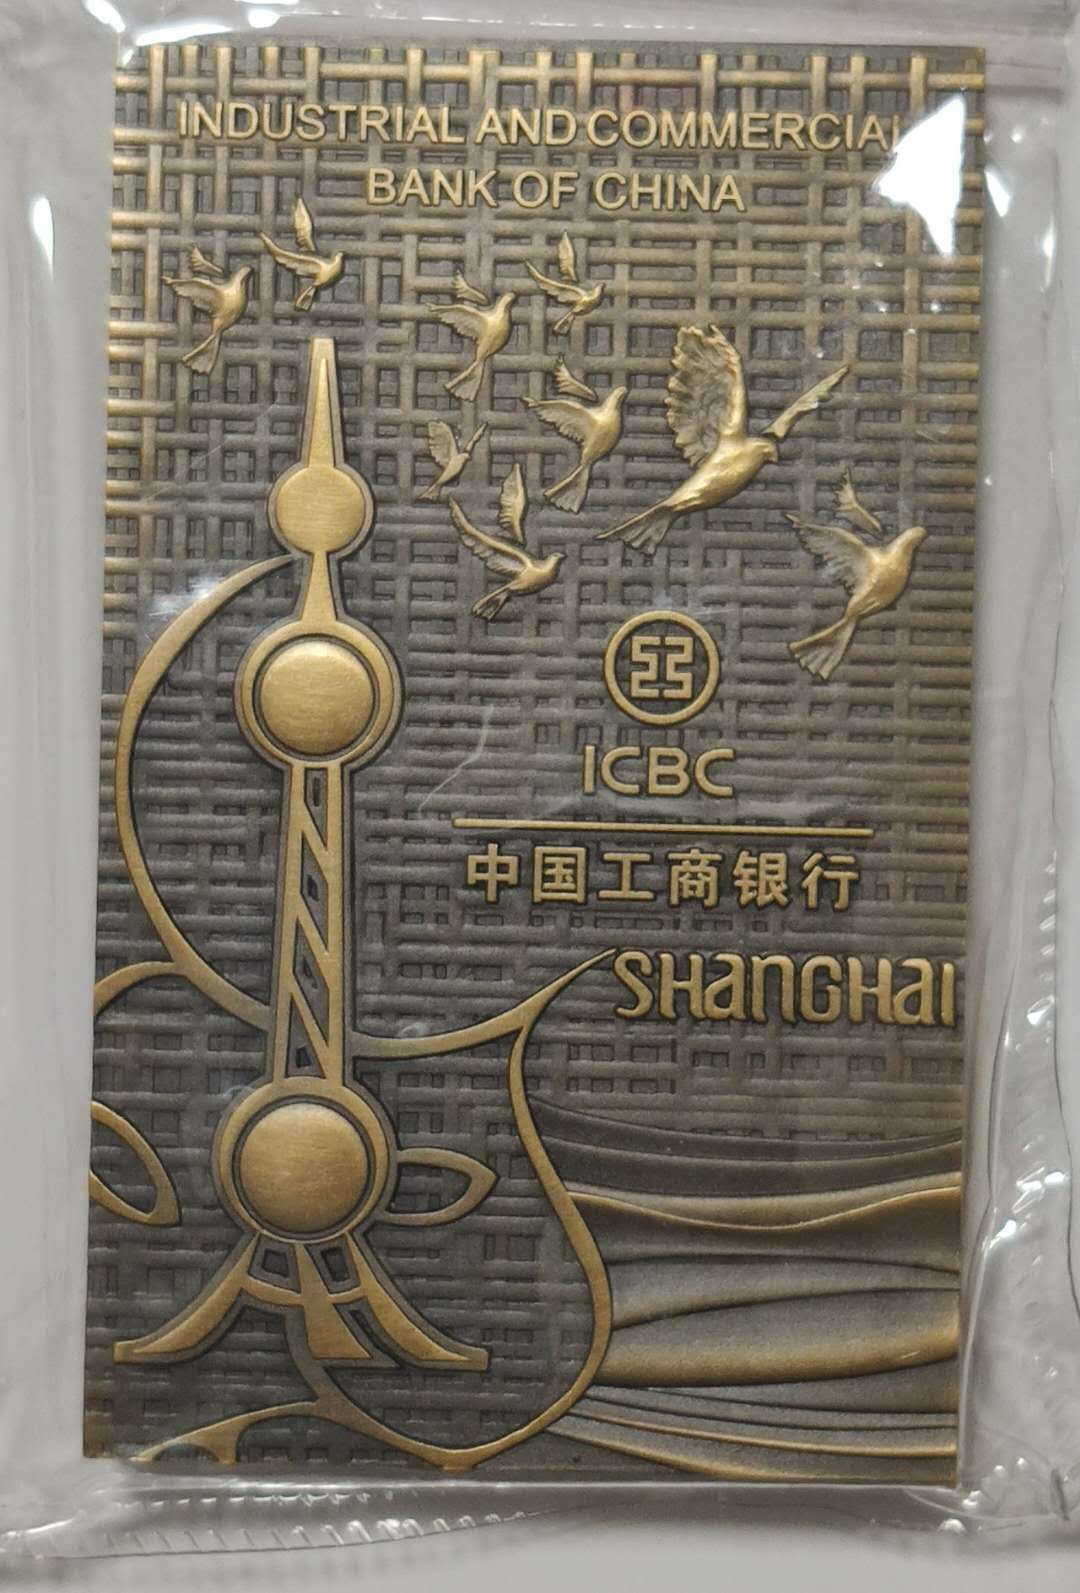 INDUSTRIAL AND COMMERCIAL
BANK OF CHINA
ICBC
中国工商银行
SHANGHAI